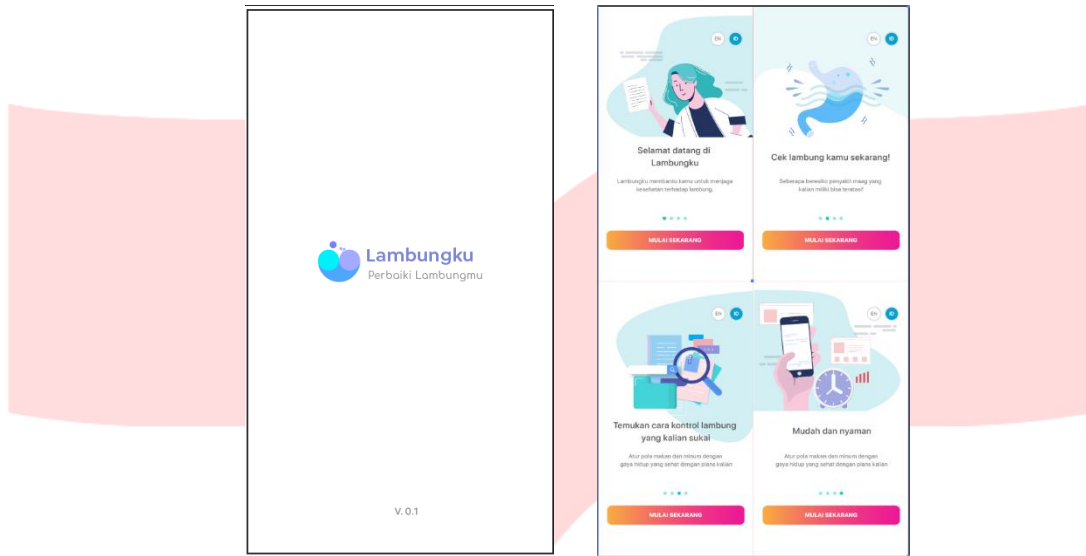 Lambungku
Perbaiki Lambungmu
V. 0.1
EN
ID
Selamat datang di
Lambungku
Lambungku membantu kamu untuk menjaga
kesehatan terhadap lambung.
MULAI SEKARANG
EN
ID
Cek lambung kamu sekarang!
Seberapa beresiko penyakit maag yang
kalian miliki bisa teratasi!
MULAI SEKARANG
EN
ID
Temukan cara kontrol lambung
yang kalian sukai
Atur pola makan dan minum dengan
gaya hidup yang sehat dengan plans kalian
MULAI SEKARANG
EN
ID
Mudah dan nyaman
Atur pola makan dan minum dengan
gaya hidup yang sehat dengan plans kalian
MULAI SEKARANG